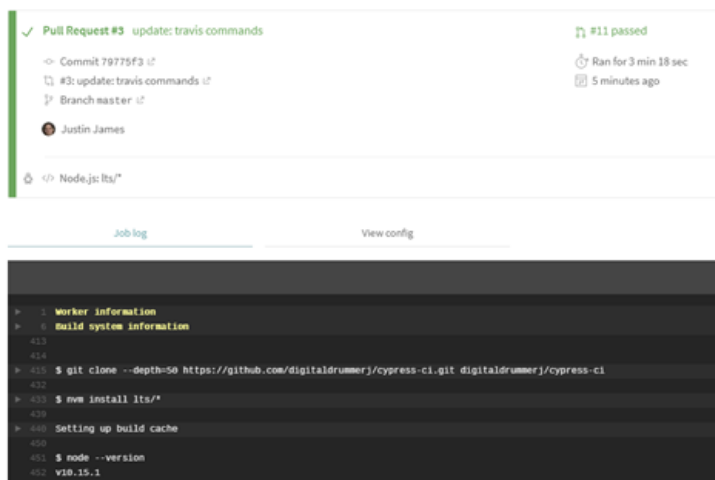 Pull Request #3 update: travis commands
#11 passed
Commit 79775f3
Ran for 3 min 18 sec
#3: update: travis commands
5 minutes ago
Branch master
Justin James
</> Node.js: lts/*
Job log
View config
1 Worker information
6 Build system information
413
414
415 $ git clone --depth=50 https://github.com/digitaldrummerj/cypress-ci.git digitaldrummerj/cypress-ci
432
433 $ nvm install lts/*
439
440 Setting up build cache
450
451 $ node --version
452 v10.15.1